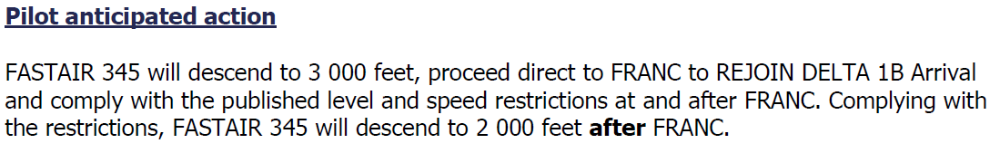 Pilot anticipated action
FASTAIR 345 will descend to 3 000 feet, proceed direct to FRANC to REJOIN DELTA 1B Arrival
and comply with the published level and speed restrictions at and after FRANC. Complying with
the restrictions, FASTAIR 345 will descend to 2 000 feet after FRANC.